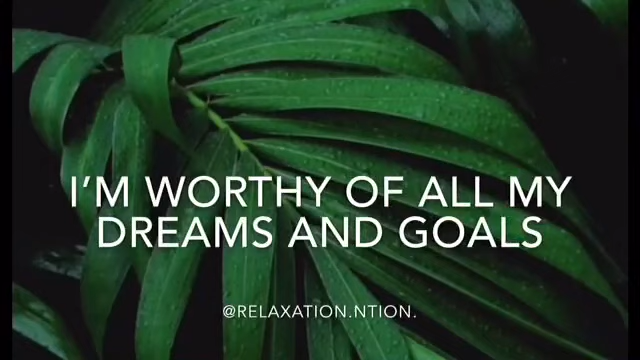 I’M WORTHY OF ALL MY
DREAMS AND GOALS
@RELAXATION.NTION.